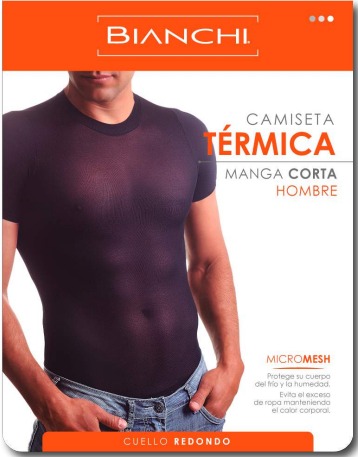 BIANCHI.
CAMISETA
TÉRMICA
MANGA CORTA
HOMBRE
MICROMESH
Protege su cuerpo
del frío y la humedad.
Evita el exceso
de ropa manteniendo
el calor corporal.
CUELLO REDONDO